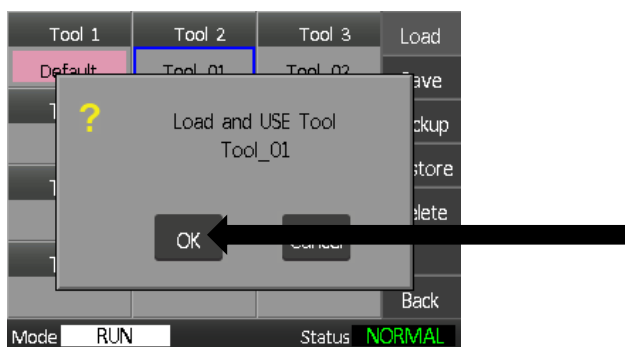 Tool 1 Tool 2 Tool 3 Load
Default Tool_01 Tool_02
?
Load and USE Tool
Tool_01
OK
Back
Mode RUN Status NORMAL